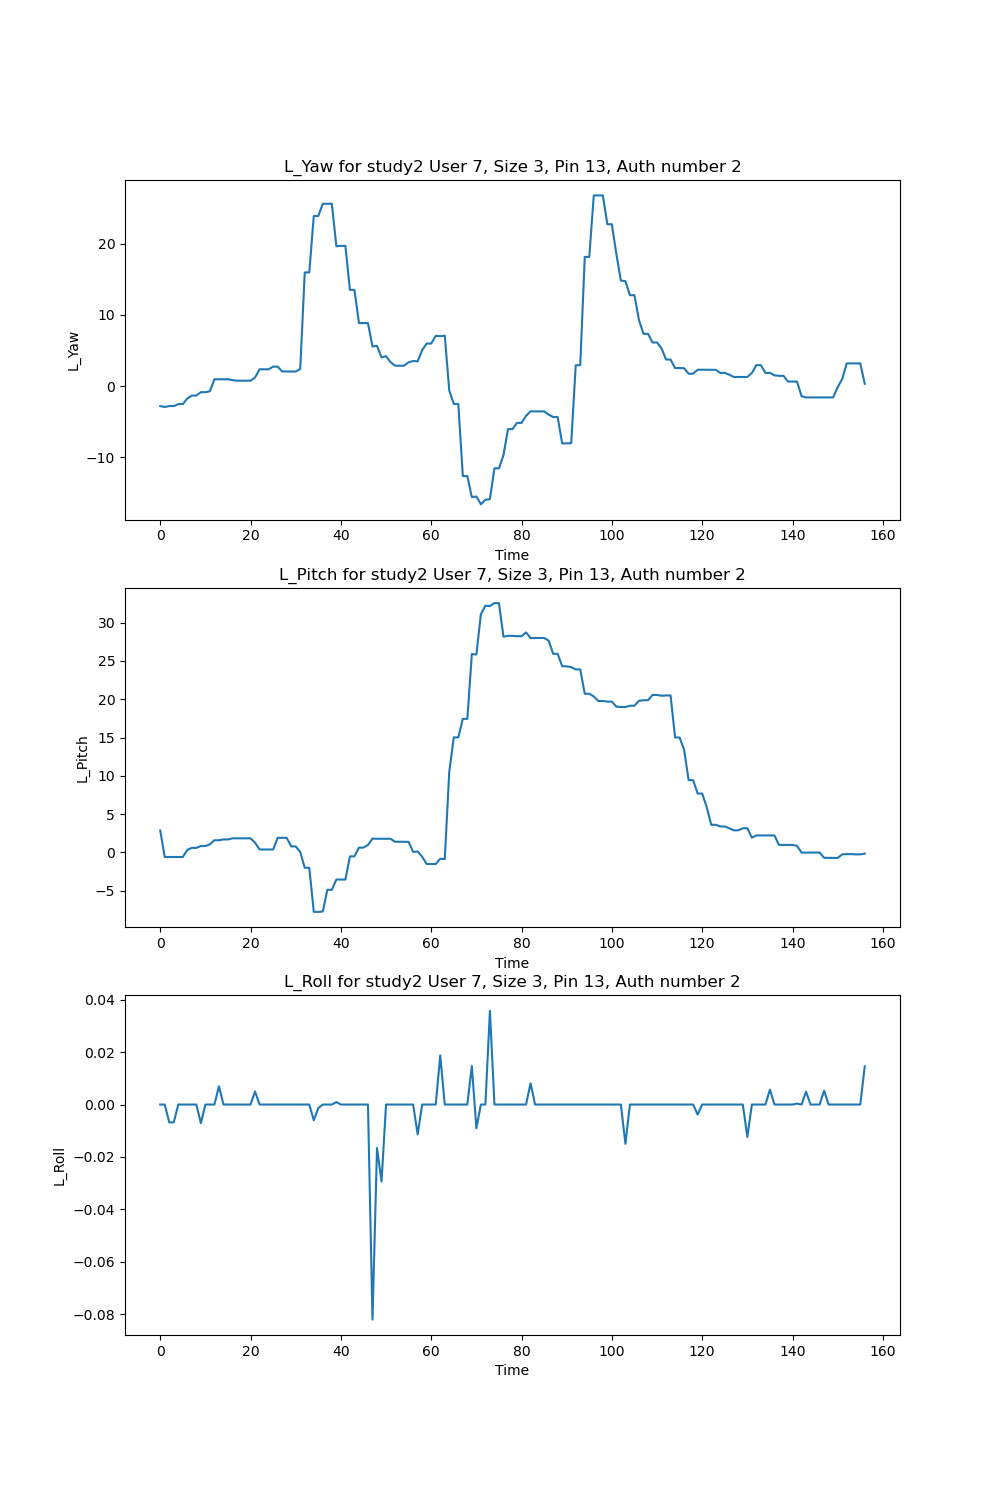 L_Yaw for study2 User 7, Size 3, Pin 13, Auth number 2
20
10
0
−10
L_Yaw
0 20 40 60 80 100 120 140 160
Time
L_Pitch for study2 User 7, Size 3, Pin 13, Auth number 2
30
25
20
15
10
5
0
−5
L_Pitch
0 20 40 60 80 100 120 140 160
Time
L_Roll for study2 User 7, Size 3, Pin 13, Auth number 2
0.04
0.02
0.00
−0.02
−0.04
−0.06
−0.08
L_Roll
0 20 40 60 80 100 120 140 160
Time